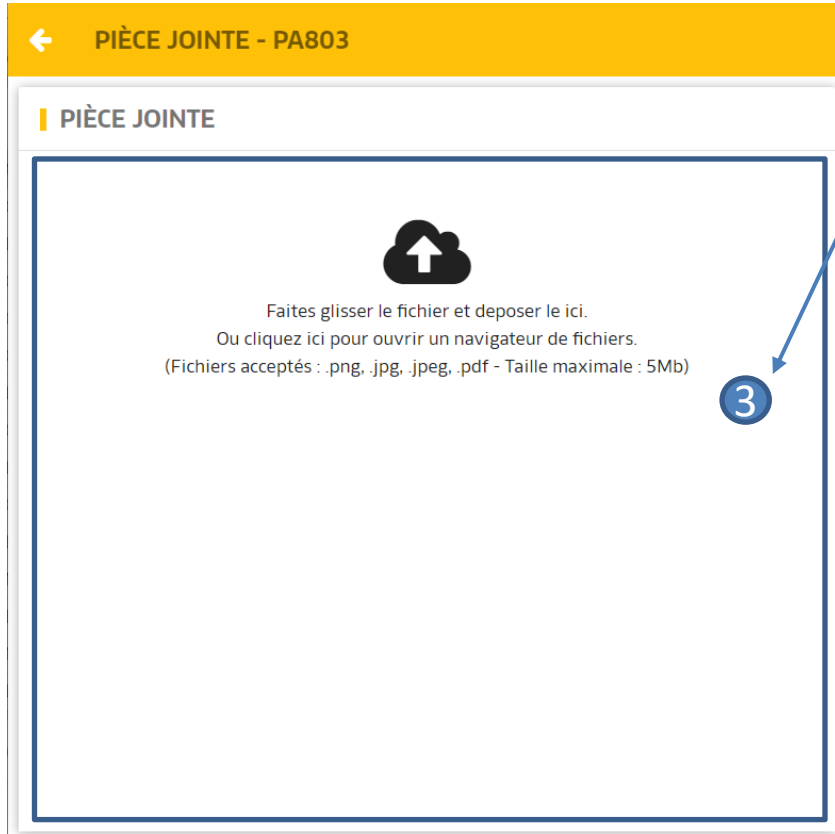 PIÈCE JOINTE - PA803
PIÈCE JOINTE
Faites glisser le fichier et deposer le ici.
Ou cliquez ici pour ouvrir un navigateur de fichiers.
(Fichiers acceptés : .png, .jpg, .jpeg, .pdf - Taille maximale : 5Mb)
3